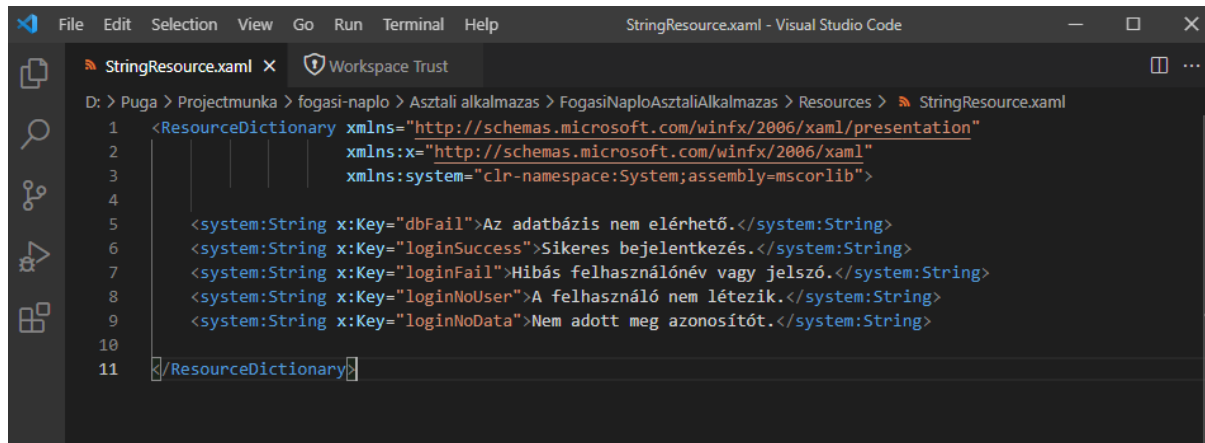 File Edit Selection View Go Run Terminal Help StringResource.xaml - Visual Studio Code
StringResource.xaml Workspace Trust
D: > Puga > Projectmunka > fogasi-naplo > Asztali alkalmazas > FogasiNaploAsztaliAlkalmazas > Resources > StringResource.xaml
1 <ResourceDictionary xmlns="http://schemas.microsoft.com/winfx/2006/xaml/presentation"
2 xmlns:x="http://schemas.microsoft.com/winfx/2006/xaml"
3 xmlns:system="clr-namespace:System;assembly=mscorlib">
4
5 <system:String x:Key="dbFail">Az adatbázis nem elérhető.</system:String>
6 <system:String x:Key="loginSuccess">Sikeres bejelentkezés.</system:String>
7 <system:String x:Key="loginFail">Hibás felhasználónév vagy jelszó.</system:String>
8 <system:String x:Key="loginNoUser">A felhasználó nem létezik.</system:String>
9 <system:String x:Key="loginNoData">Nem adott meg azonosítót.</system:String>
10
11 </ResourceDictionary>